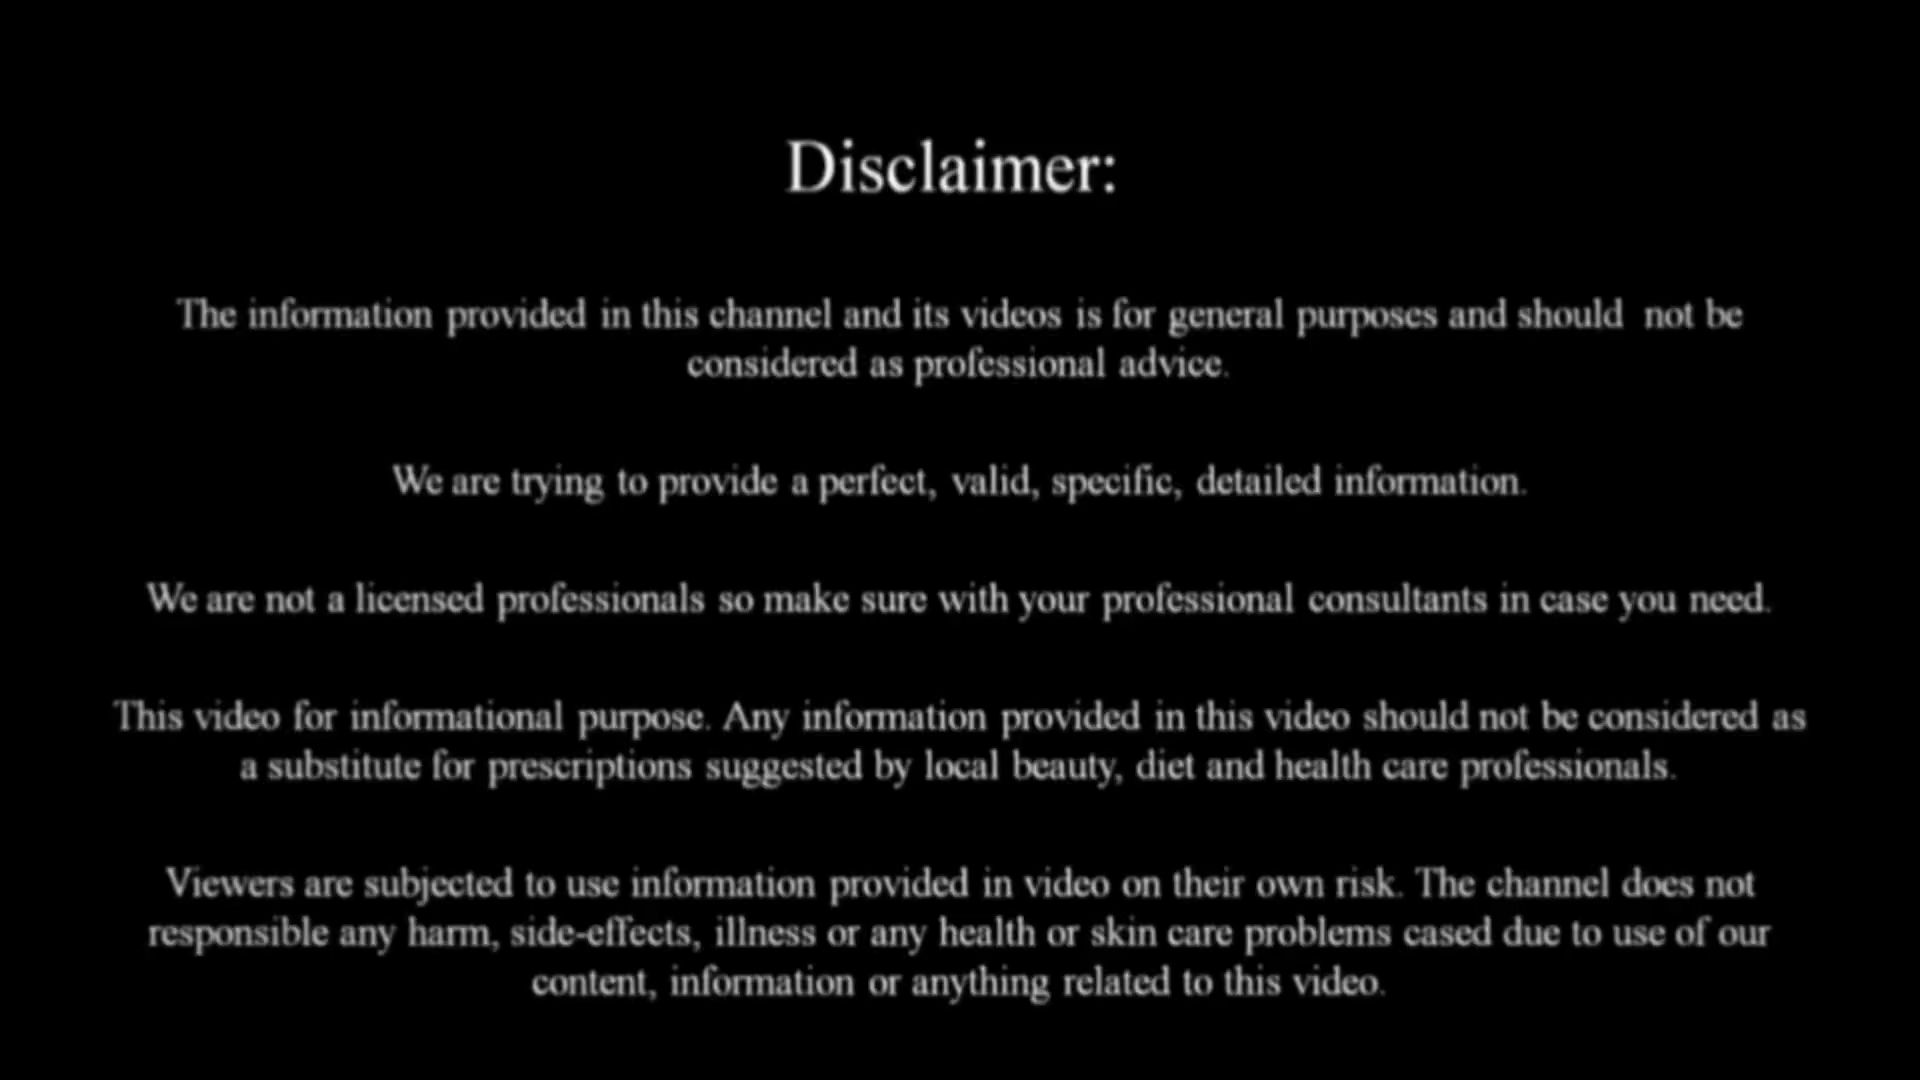 Disclaimer:
The information provided in this channel and its videos is for general purposes and should not be
considered as professional advice.
We are trying to provide a perfect, valid, specific, detailed information.
We are not a licensed professionals so make sure with your professional consultants in case you need.
This video for informational purpose. Any information provided in this video should not be considered as
a substitute for prescriptions suggested by local beauty, diet and health care professionals.
Viewers are subjected to use information provided in video on their own risk. The channel does not
responsible any harm, side-effects, illness or any health or skin care problems cased due to use of our
content, information or anything related to this video.